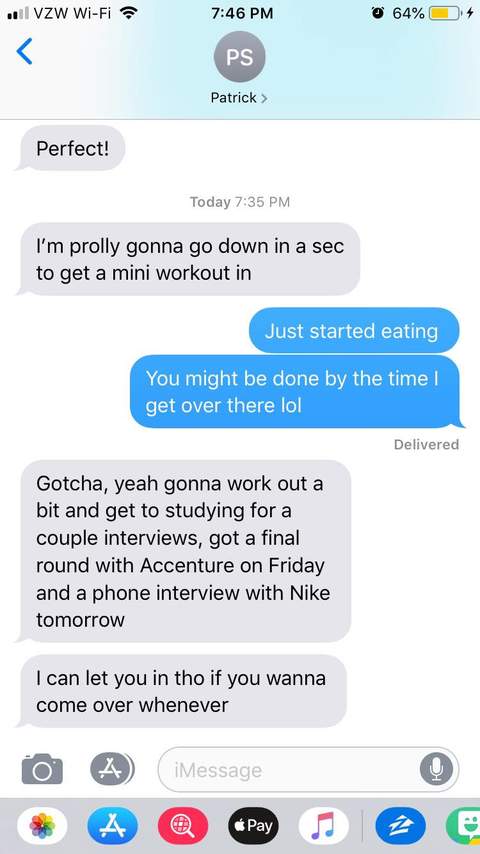 VZW Wi-Fi 7:46 PM 64%
PS
Patrick >
Perfect!
Today 7:35 PM
I’m prolly gonna go down in a sec
to get a mini workout in
Just started eating
You might be done by the time I
get over there lol
Delivered
Gotcha, yeah gonna work out a
bit and get to studying for a
couple interviews, got a final
round with Accenture on Friday
and a phone interview with Nike
tomorrow
I can let you in tho if you wanna
come over whenever
iMessage
Pay